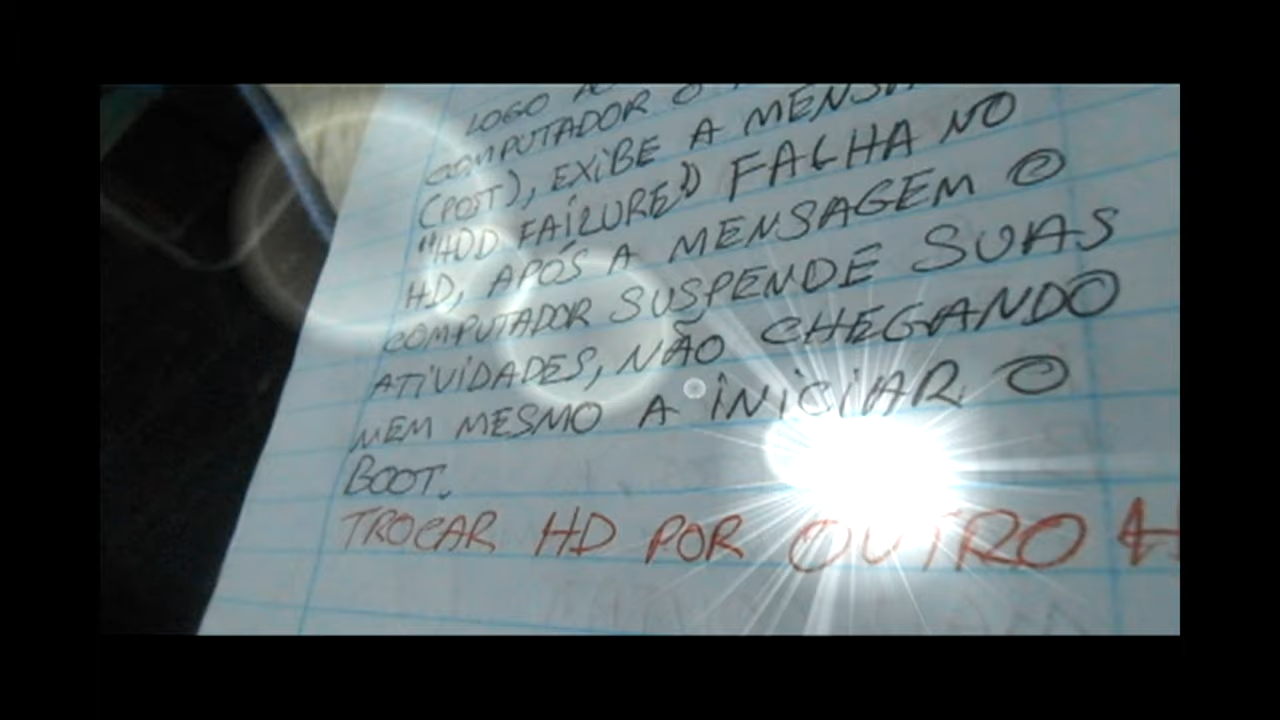 LOGO
COMPUTADOR O
(POST), EXIBE A MENSA
"HDD FAILURE" FALHA NO
HD, APÓS A MENSAGEM O
COMPUTADOR SUSPENDE SUAS
ATIVIDADES, NÃO CHEGANDO
NEM MESMO A INICIAR O
BOOT.
TROCAR HD POR OUTRO